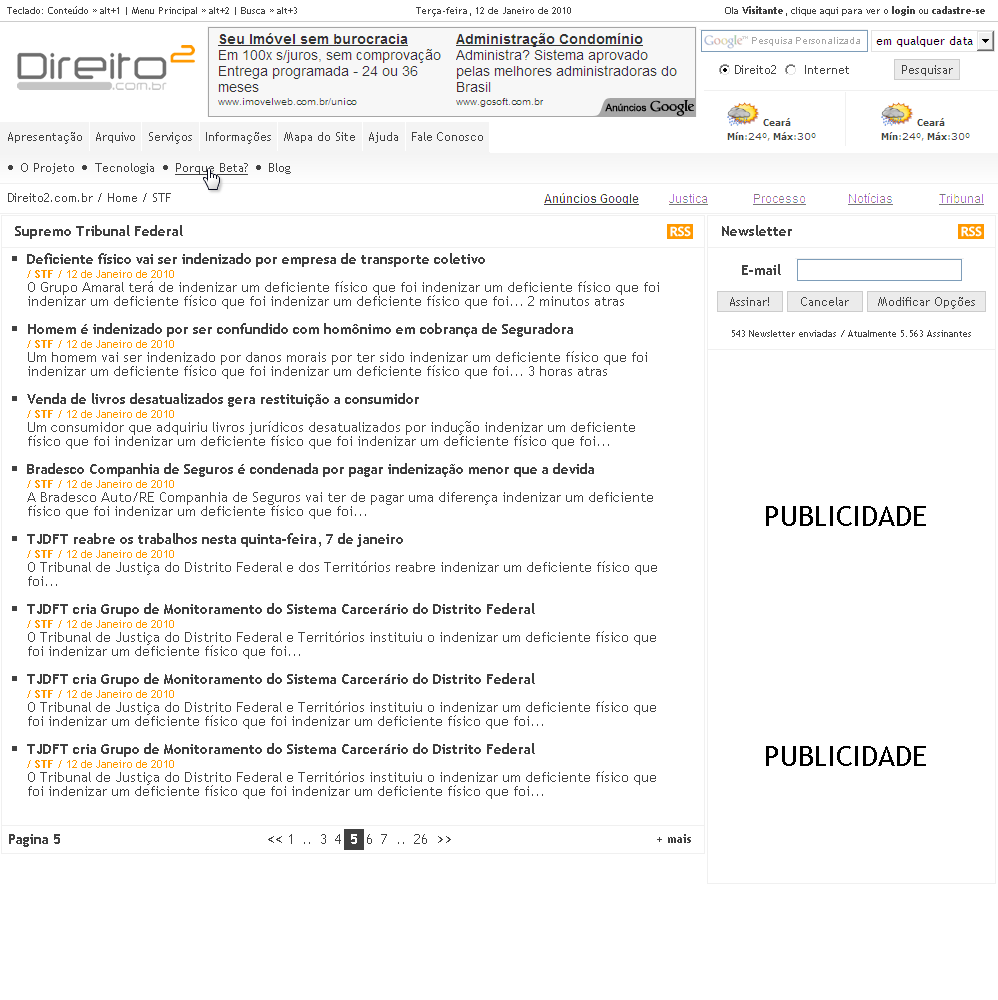 Teclado: Conteúdo » alt+1 | Menu Principal » alt+2 | Busca » alt+3
Terça-feira, 12 de Janeiro de 2010
Ola Visitante, clique aqui para ver o login ou cadastre-se
Direito2
.com.br
Seu Imóvel sem burocracia
Em 100x s/juros, sem comprovação
Entrega programada - 24 ou 36
meses
www.imovelweb.com.br/unico
Administração Condomínio
Administra? Sistema aprovado
pelas melhores administradoras do
Brasil
www.gosoft.com.br
Anúncios Google
Google™ Pesquisa Personalizada
em qualquer data
Direito2 Internet
Pesquisar
Ceará
Mín:24º, Máx:30º
Ceará
Mín:24º, Máx:30º
Apresentação Arquivo Serviços Informações Mapa do Site Ajuda Fale Conosco
• O Projeto • Tecnologia • Porque Beta? • Blog
Direito2.com.br / Home / STF
Anúncios Google Justica Processo Notícias Tribunal
Supremo Tribunal Federal RSS
Deficiente físico vai ser indenizado por empresa de transporte coletivo
/ STF / 12 de Janeiro de 2010
O Grupo Amaral terá de indenizar um deficiente físico que foi indenizar um deficiente físico que foi
indenizar um deficiente físico que foi indenizar um deficiente físico que foi... 2 minutos atras
Homem é indenizado por ser confundido com homônimo em cobrança de Seguradora
/ STF / 12 de Janeiro de 2010
Um homem vai ser indenizado por danos morais por ter sido indenizar um deficiente físico que foi
indenizar um deficiente físico que foi indenizar um deficiente físico que foi... 3 horas atras
Venda de livros desatualizados gera restituição a consumidor
/ STF / 12 de Janeiro de 2010
Um consumidor que adquiriu livros jurídicos desatualizados por indução indenizar um deficiente
físico que foi indenizar um deficiente físico que foi indenizar um deficiente físico que foi...
Bradesco Companhia de Seguros é condenada por pagar indenização menor que a devida
/ STF / 12 de Janeiro de 2010
A Bradesco Auto/RE Companhia de Seguros vai ter de pagar uma diferença indenizar um deficiente
físico que foi indenizar um deficiente físico que foi...
TJDFT reabre os trabalhos nesta quinta-feira, 7 de janeiro
/ STF / 12 de Janeiro de 2010
O Tribunal de Justiça do Distrito Federal e dos Territórios reabre indenizar um deficiente físico que
foi...
TJDFT cria Grupo de Monitoramento do Sistema Carcerário do Distrito Federal
/ STF / 12 de Janeiro de 2010
O Tribunal de Justiça do Distrito Federal e Territórios instituiu o indenizar um deficiente físico que
foi indenizar um deficiente físico que foi...
TJDFT cria Grupo de Monitoramento do Sistema Carcerário do Distrito Federal
/ STF / 12 de Janeiro de 2010
O Tribunal de Justiça do Distrito Federal e Territórios instituiu o indenizar um deficiente físico que
foi indenizar um deficiente físico que foi indenizar um deficiente físico que foi...
TJDFT cria Grupo de Monitoramento do Sistema Carcerário do Distrito Federal
/ STF / 12 de Janeiro de 2010
O Tribunal de Justiça do Distrito Federal e Territórios instituiu o indenizar um deficiente físico que
foi indenizar um deficiente físico que foi indenizar um deficiente físico que foi...
Pagina 5 << 1 .. 3 4 5 6 7 .. 26 >> + mais
Newsletter RSS
E-mail
Assinar! Cancelar Modificar Opções
543 Newsletter enviadas / Atualmente 5.563 Assinantes
PUBLICIDADE
PUBLICIDADE